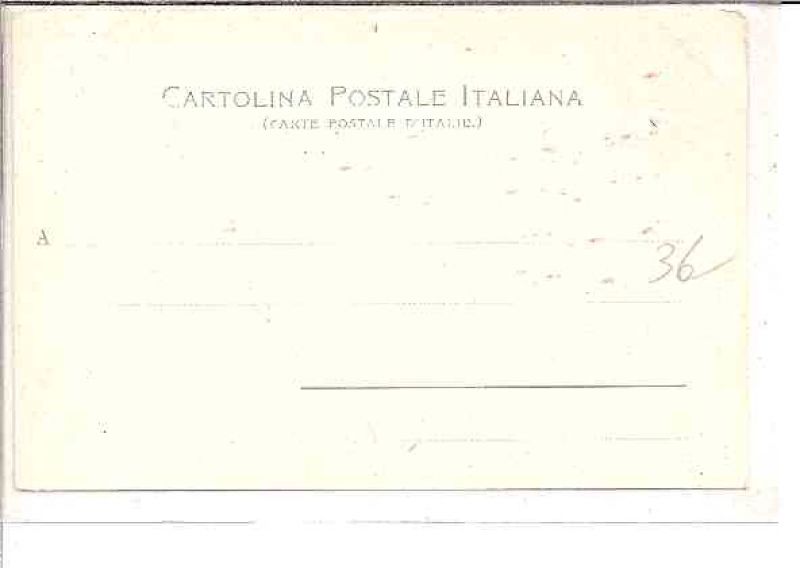 CARTOLINA POSTALE ITALIANA
(CARTE POSTALE D'ITALIE.)
A
36